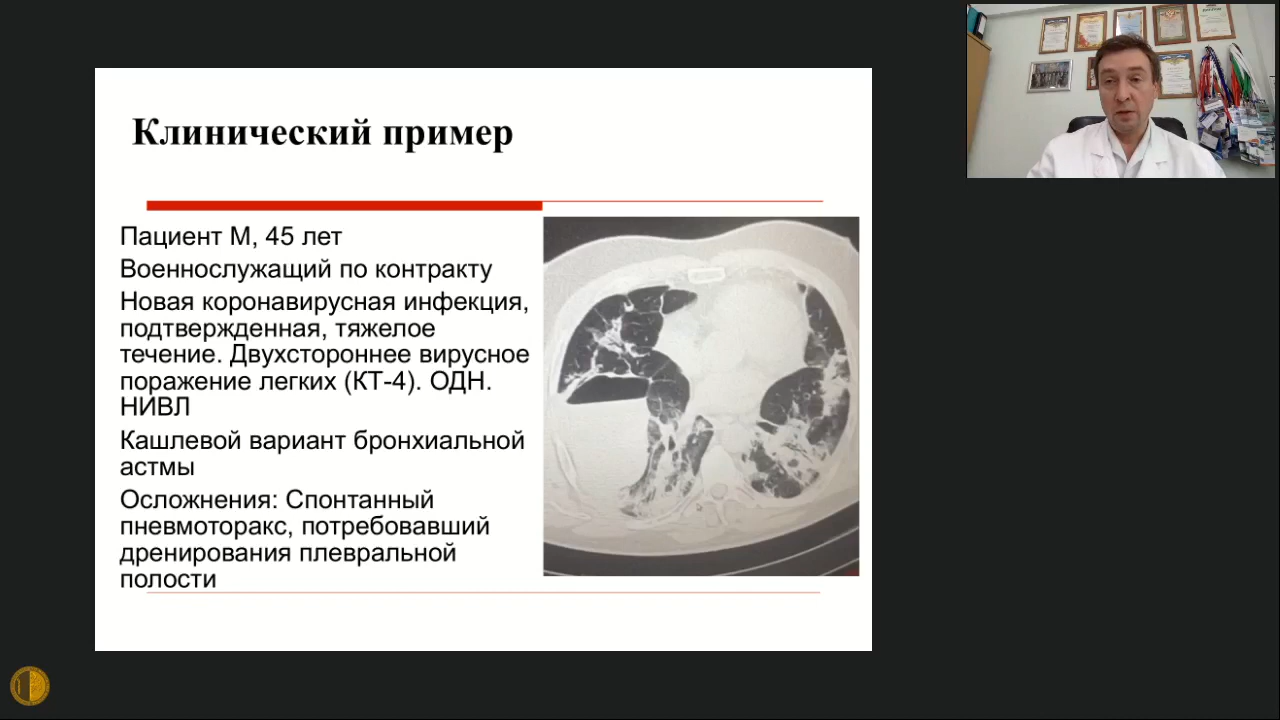 Клинический пример
Пациент М, 45 лет
Военнослужащий по контракту
Новая коронавирусная инфекция,
подтвержденная, тяжелое
течение. Двухстороннее вирусное
поражение легких (КТ-4). ОДН.
НИВЛ
Кашлевой вариант бронхиальной
астмы
Осложнения: Спонтанный
пневмоторакс, потребовавший
дренирования плевральной
полости